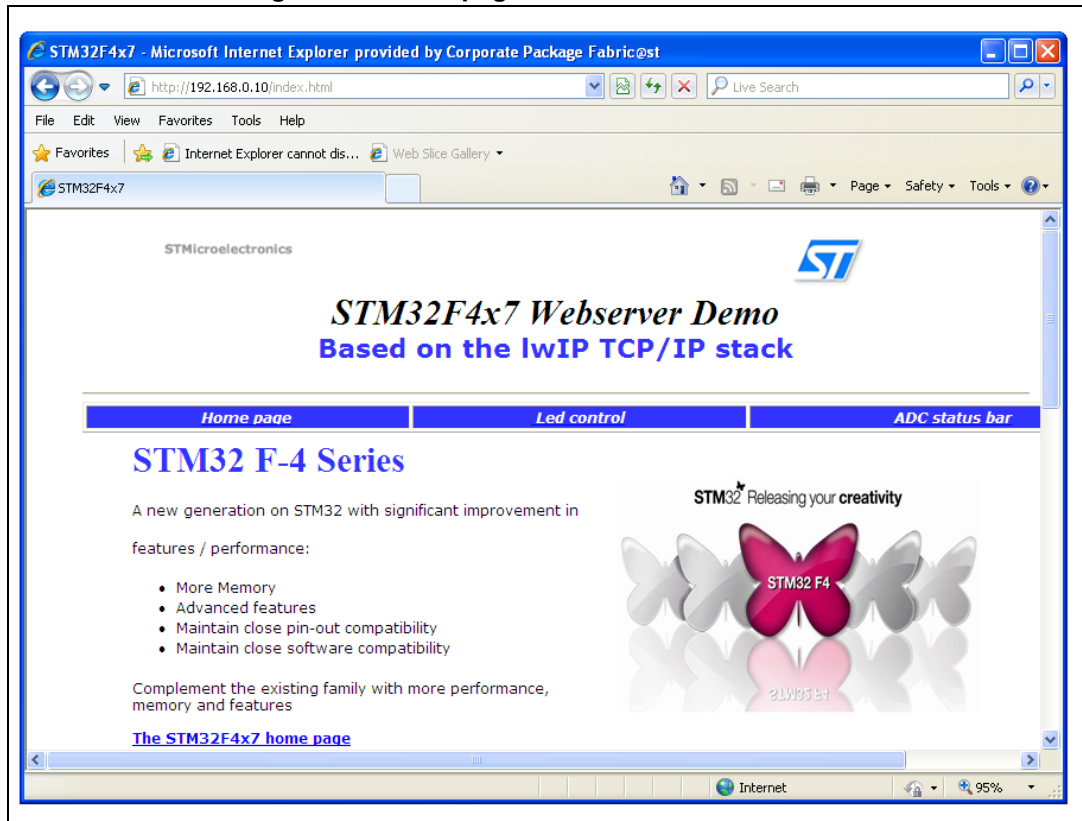 STM32F4x7 - Microsoft Internet Explorer provided by Corporate Package Fabric@st
http://192.168.0.10/index.html
Live Search
File Edit View Favorites Tools Help
Favorites Internet Explorer cannot dis... Web Slice Gallery
STM32F4x7 Page Safety Tools
STMicroelectronics
ST
STM32F4x7 Webserver Demo
Based on the lwIP TCP/IP stack
Home page Led control ADC status bar
STM32 F-4 Series
STM32 Releasing your creativity
A new generation on STM32 with significant improvement in
features / performance:
STM32 F4
• More Memory
• Advanced features
• Maintain close pin-out compatibility
• Maintain close software compatibility
Complement the existing family with more performance,
memory and features
STM32 F4
The STM32F4x7 home page
Internet 95%